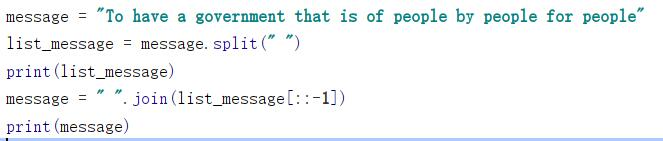 message = "To have a government that is of people by people for people"
list_message = message.split(" ")
print(list_message)
message = " ".join(list_message[::-1])
print(message)